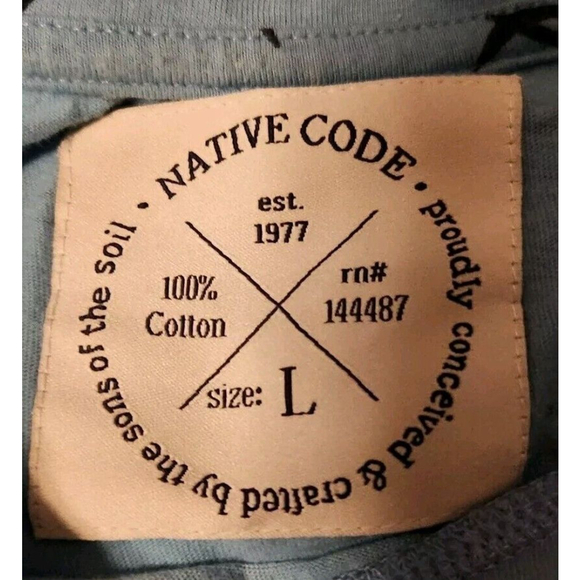 • NATIVE CODE •
proudly conceived & crafted by the sons of the soil
est.
1977
100%
Cotton
rn#
144487
size: L